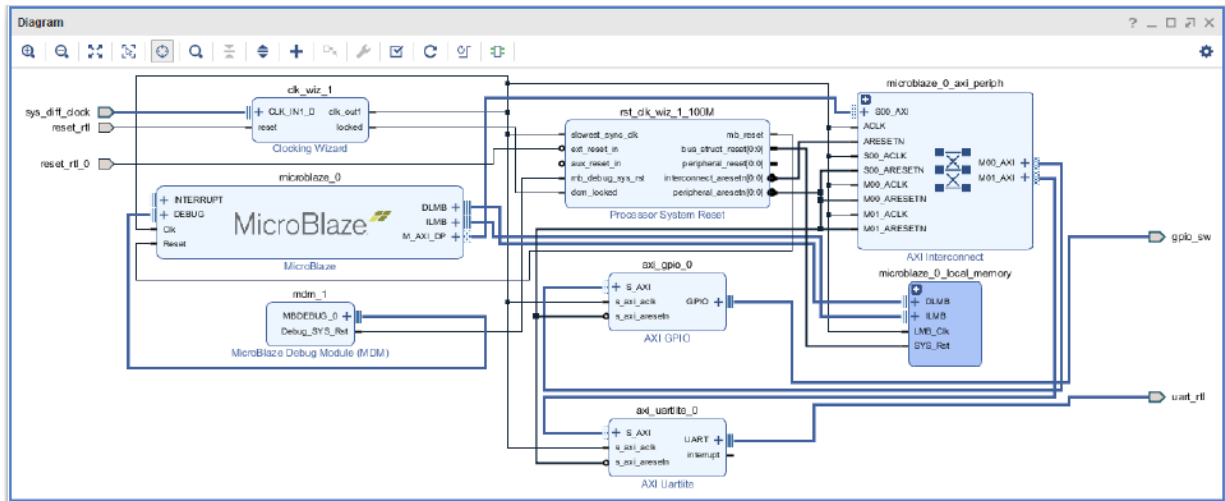 Diagram
sys_diff_clock
reset_rtl
reset_rtl_0
clk_wiz_1
CLK_IN1_D
clk_out1
reset
locked
Clocking Wizard
microblaze_0
INTERRUPT
DEBUG
Clk
Reset
MicroBlaze
DLMB
ILMB
M_AXI_DP
MicroBlaze
mdm_1
MBDEBUG_0
Debug_SYS_Rst
MicroBlaze Debug Module (MDM)
rst_clk_wiz_1_100M
slowest_sync_clk
ext_reset_in
aux_reset_in
mb_debug_sys_rst
dcm_locked
mb_reset
bus_struct_reset[0:0]
peripheral_reset[0:0]
interconnect_aresetn[0:0]
peripheral_aresetn[0:0]
Processor System Reset
axi_gpio_0
S_AXI
s_axi_aclk
s_axi_aresetn
GPIO
AXI GPIO
axi_uartlite_0
S_AXI
s_axi_aclk
s_axi_aresetn
UART
interrupt
AXI Uartlite
microblaze_0_axi_periph
S00_AXI
ACLK
ARESETN
S00_ACLK
S00_ARESETN
M00_ACLK
M00_ARESETN
M01_ACLK
M01_ARESETN
M00_AXI
M01_AXI
AXI Interconnect
microblaze_0_local_memory
DLMB
ILMB
LMB_Clk
SYS_Rst
gpio_sw
uart_rtl